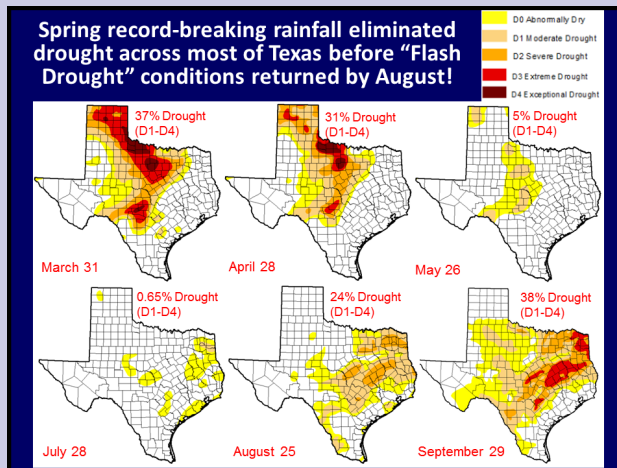 Spring record-breaking rainfall eliminated
drought across most of Texas before “Flash
Drought” conditions returned by August!
D0 Abnormally Dry
D1 Moderate Drought
D2 Severe Drought
D3 Extreme Drought
D4 Exceptional Drought
37% Drought
(D1-D4)
March 31
31% Drought
(D1-D4)
April 28
5% Drought
(D1-D4)
May 26
0.65% Drought
(D1-D4)
July 28
24% Drought
(D1-D4)
August 25
38% Drought
(D1-D4)
September 29